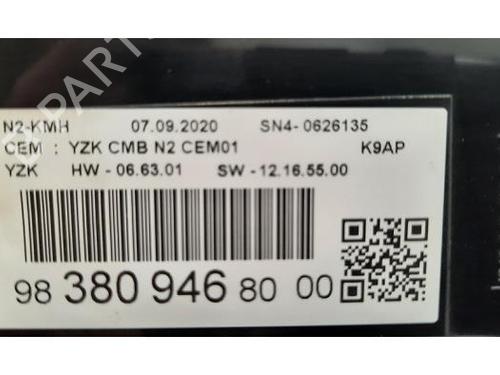 N2-KMH 07.09.2020 SN4- 0626135
CEM : YZK CMB N2 CEM01 K9AP
YZK HW - 06.63.01 SW - 12.16.55.00
98 380 946 80 00